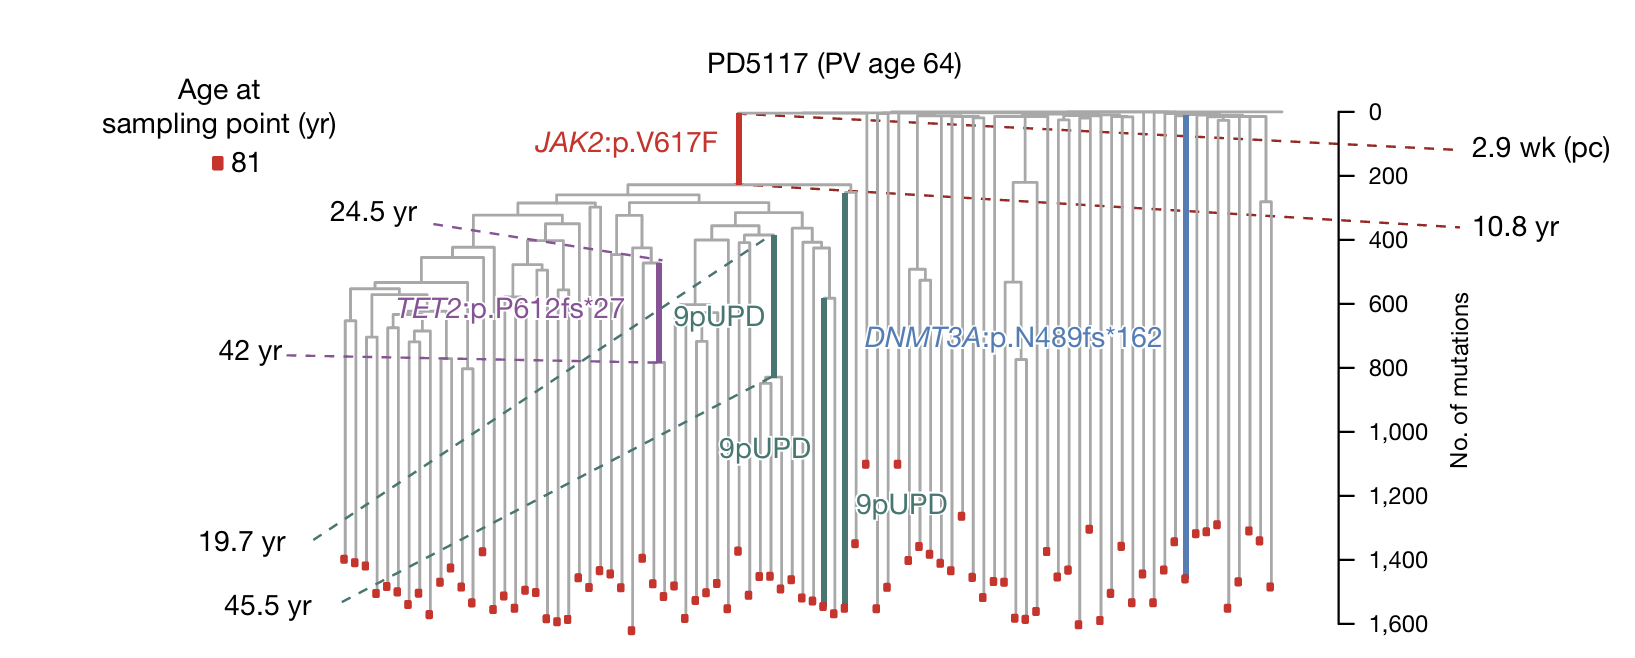 PD5117 (PV age 64)
Age at
sampling point (yr)
81
JAK2:p.V617F
0
2.9 wk (pc)
200
24.5 yr
10.8 yr
400
TET2:p.P612fs*27
9pUPD
600
DNMT3A:p.N489fs*162
42 yr
800
No. of mutations
9pUPD
1,000
9pUPD
1,200
19.7 yr
1,400
45.5 yr
1,600